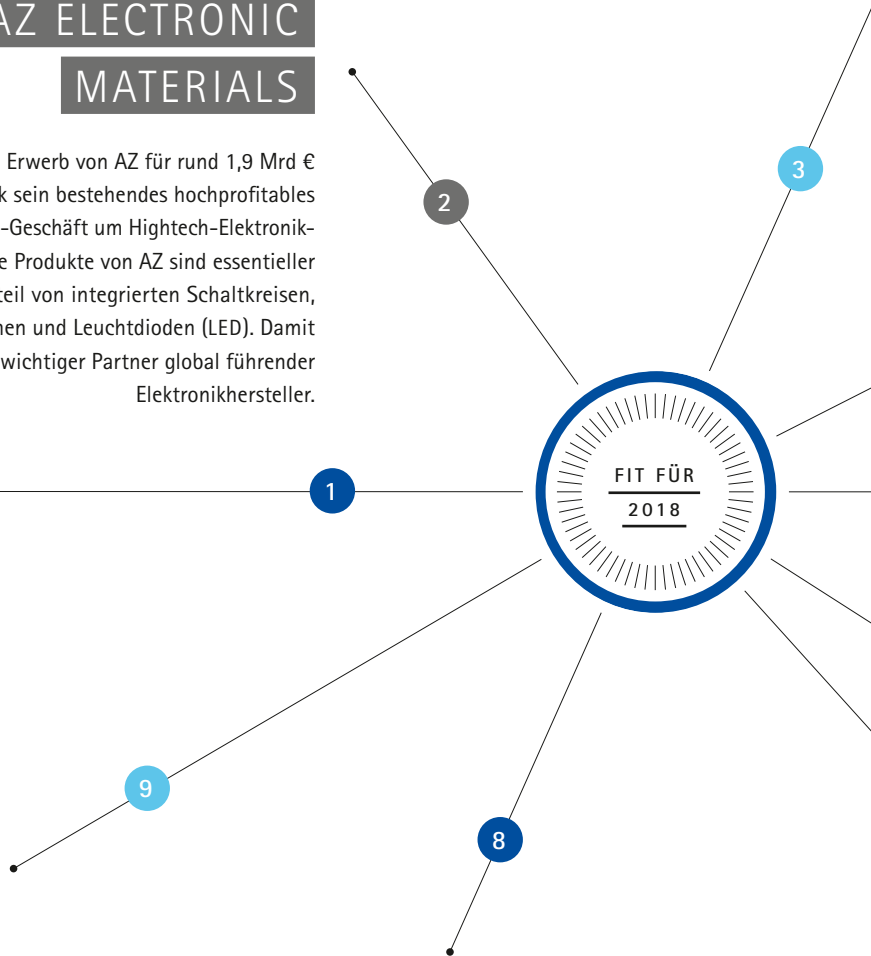 AZ ELECTRONIC
MATERIALS
Erwerb von AZ für rund 1,9 Mrd €
sein bestehendes hochprofitables
-Geschäft um Hightech-Elektronik-
Produkte von AZ sind essentieller
von integrierten Schaltkreisen,
und Leuchtdioden (LED). Damit
wichtiger Partner global führender
Elektronikhersteller.
2
3
1
FIT FÜR
2018
9
8